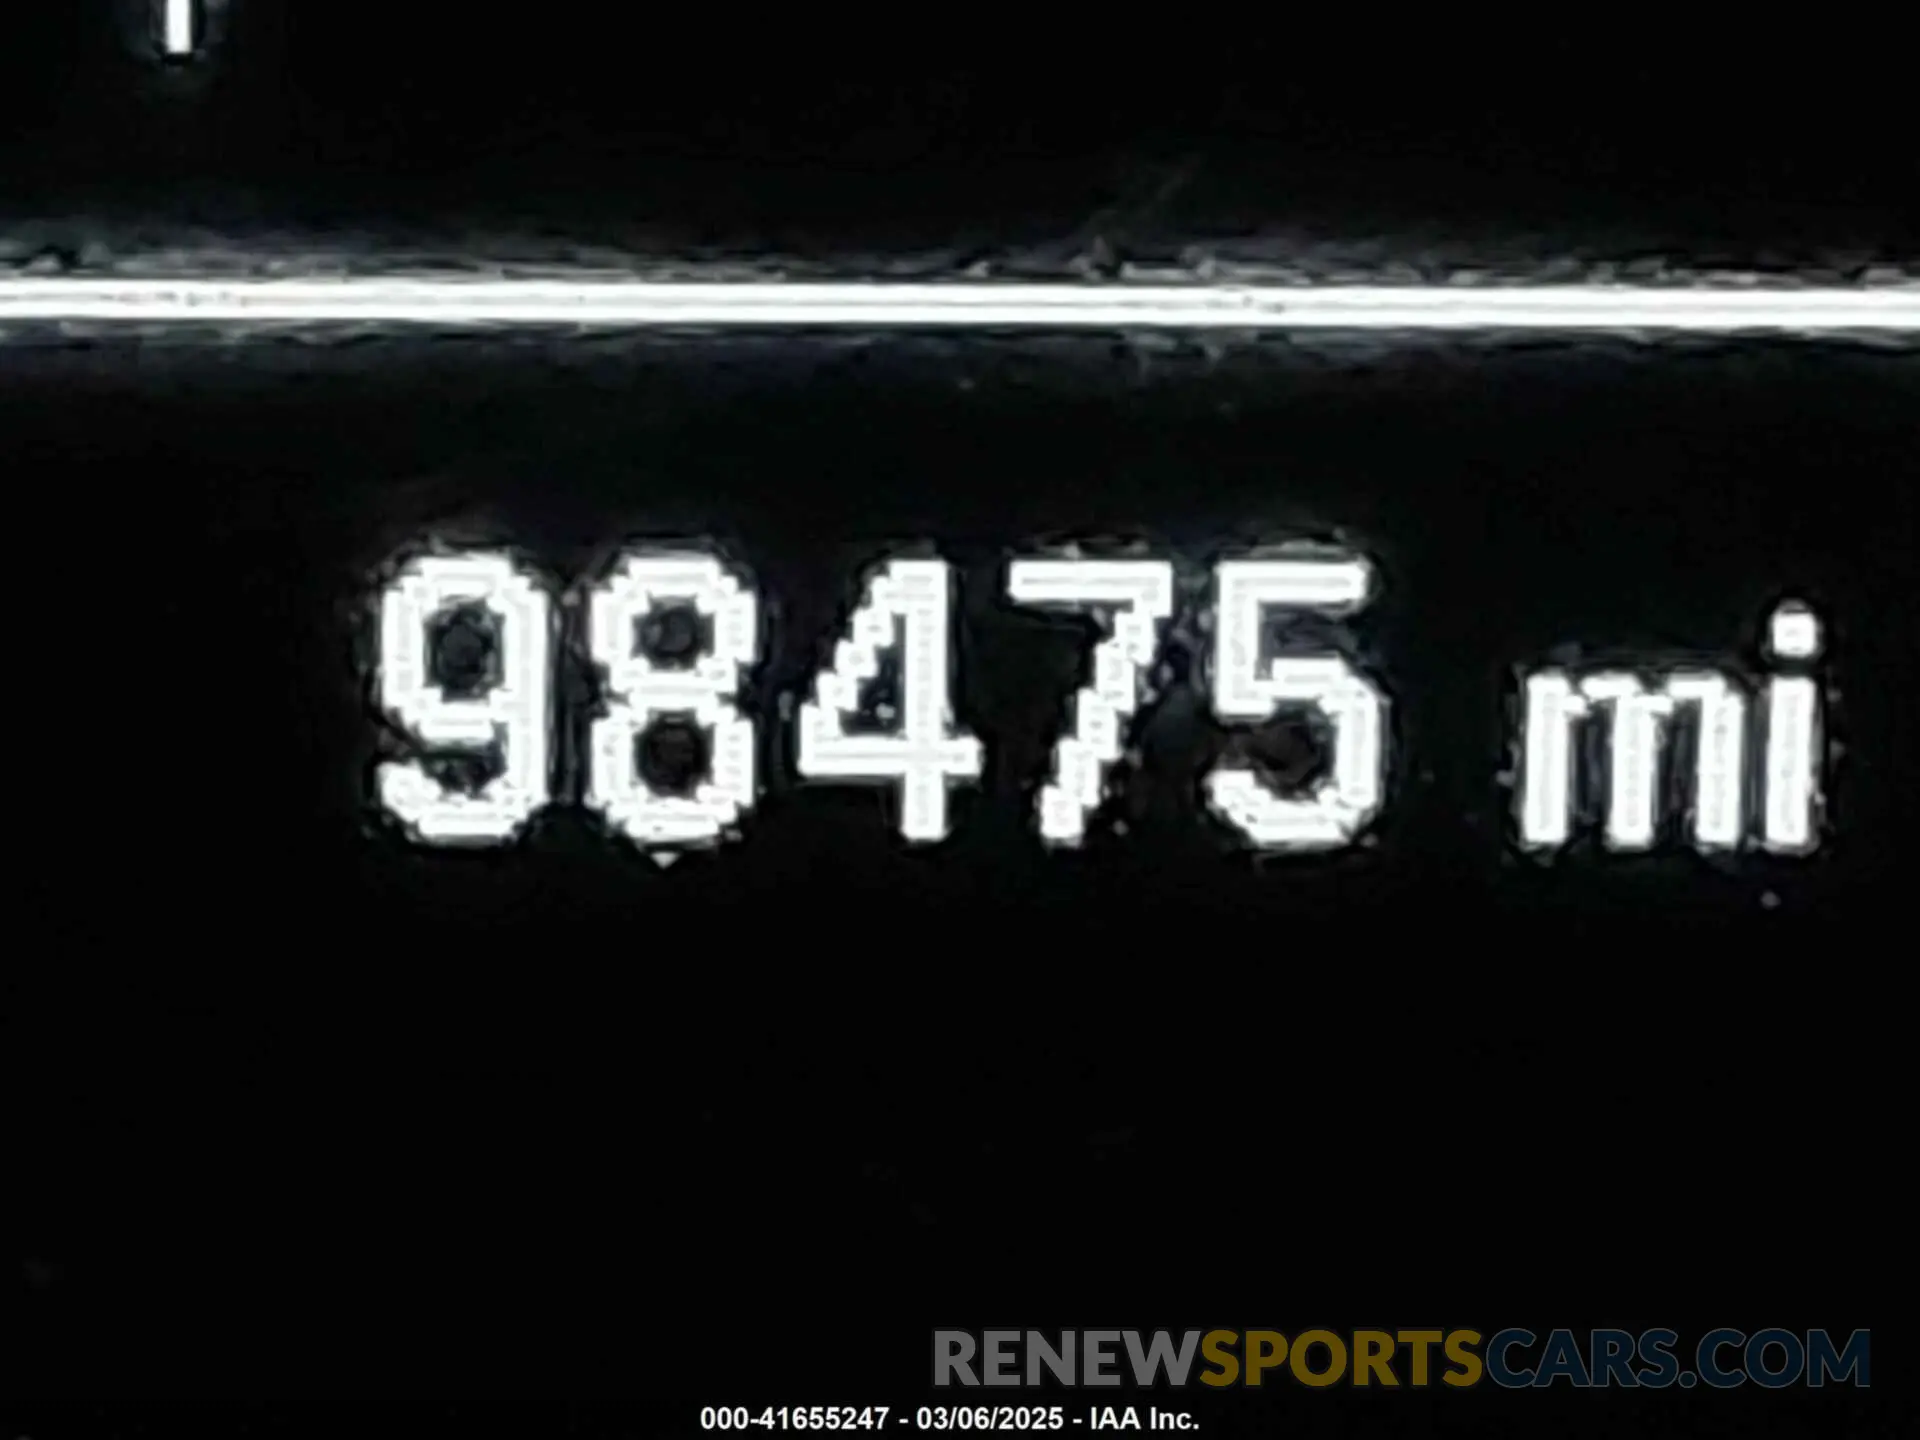 98475 mi
RENEWSPORTSCARS.COM
000-41655247 - 03/06/2025 - IAA Inc.